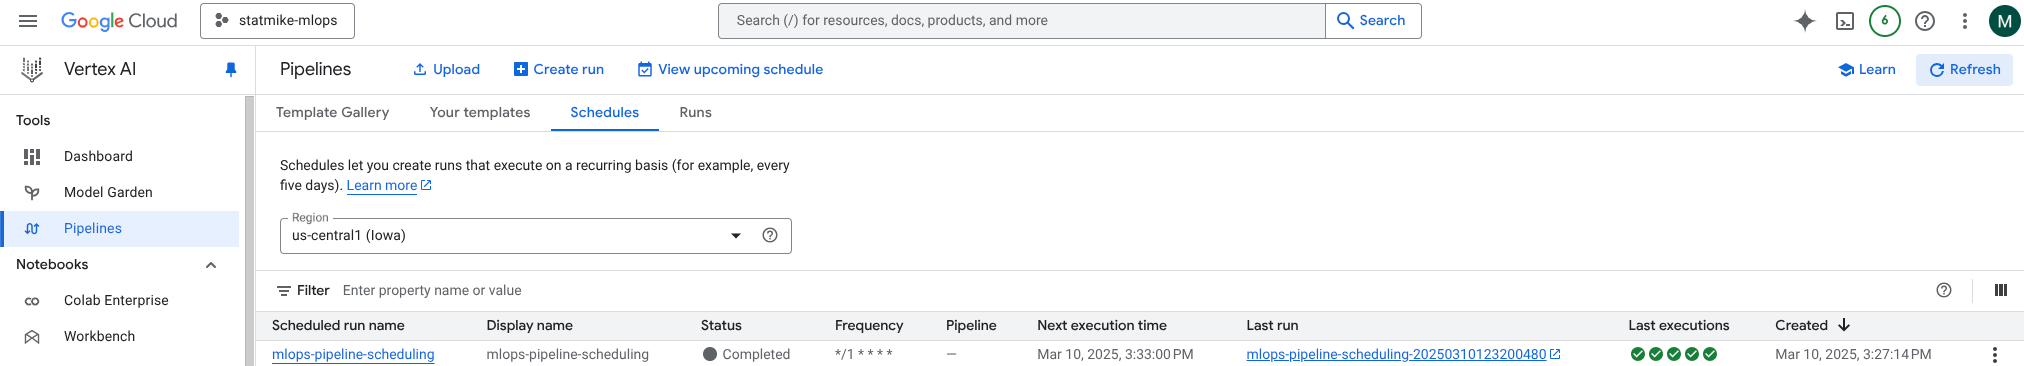 Google Cloud
statmike-mlops
Search (/) for resources, docs, products, and more
Search
6
M
Vertex AI
Pipelines
Upload
Create run
View upcoming schedule
Learn
Refresh
Tools
Dashboard
Model Garden
Pipelines
Notebooks
Colab Enterprise
Workbench
Template Gallery
Your templates
Schedules
Runs
Schedules let you create runs that execute on a recurring basis (for example, every
five days). Learn more
Region
us-central1 (Iowa)
Filter Enter property name or value
Scheduled run name Display name Status Frequency Pipeline Next execution time Last run Last executions Created
mlops-pipeline-scheduling mlops-pipeline-scheduling Completed */1 * * * * — Mar 10, 2025, 3:33:00 PM mlops-pipeline-scheduling-20250310123200480 Mar 10, 2025, 3:27:14 PM